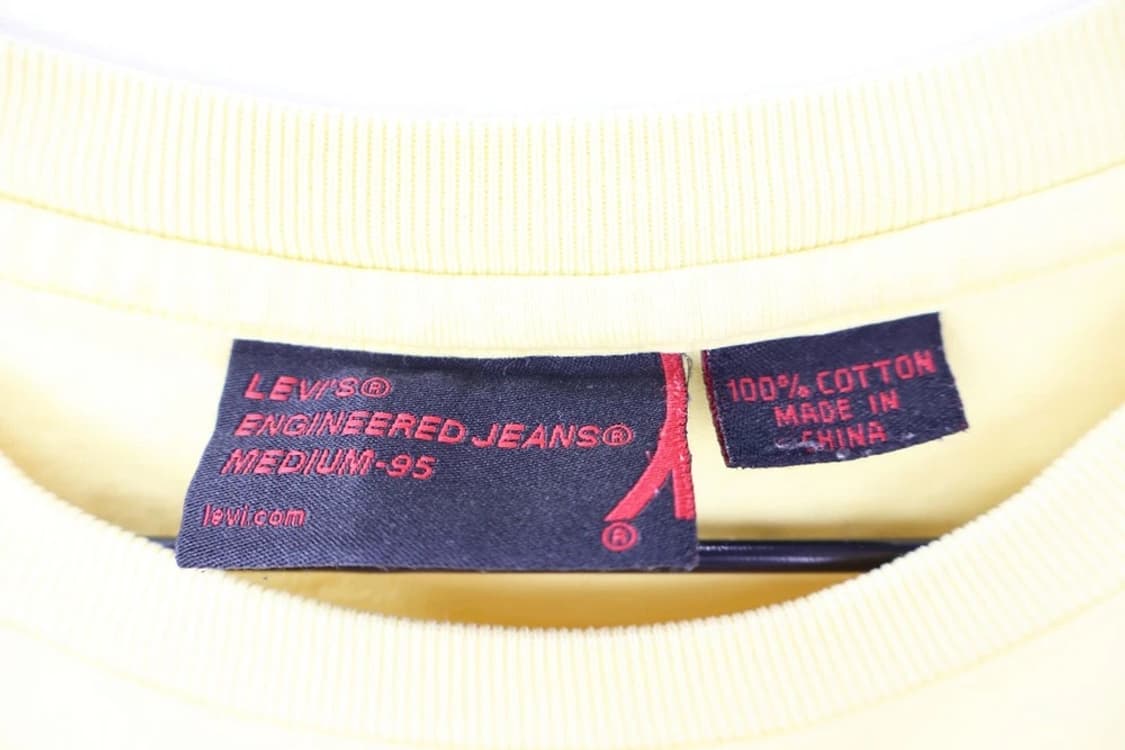 LEVI'S®
ENGINEERED JEANS®
MEDIUM-95
levi.com
®
100% COTTON
MADE IN
CHINA